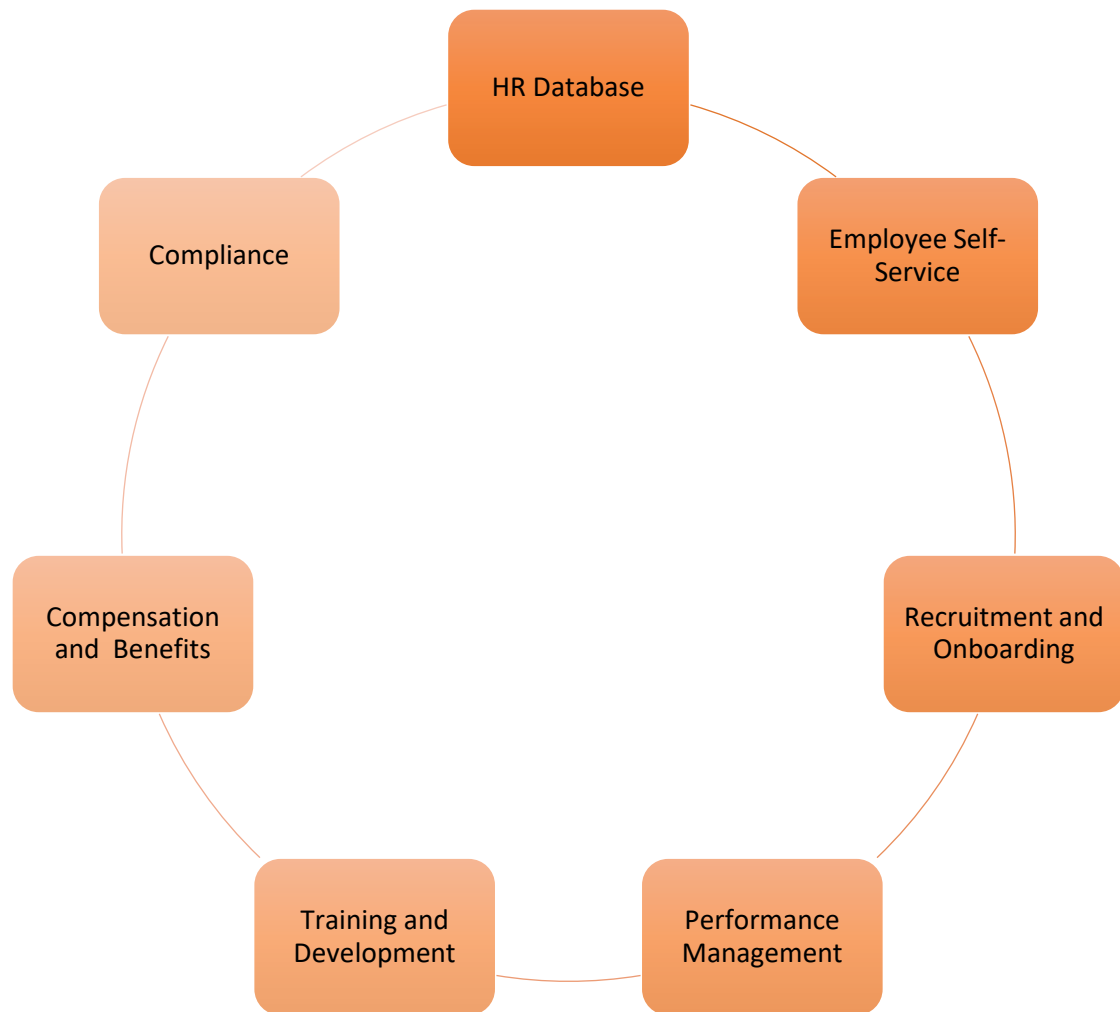 HR Database
Employee Self-
Service
Recruitment and
Onboarding
Performance
Management
Training and
Development
Compensation
and  Benefits
Compliance